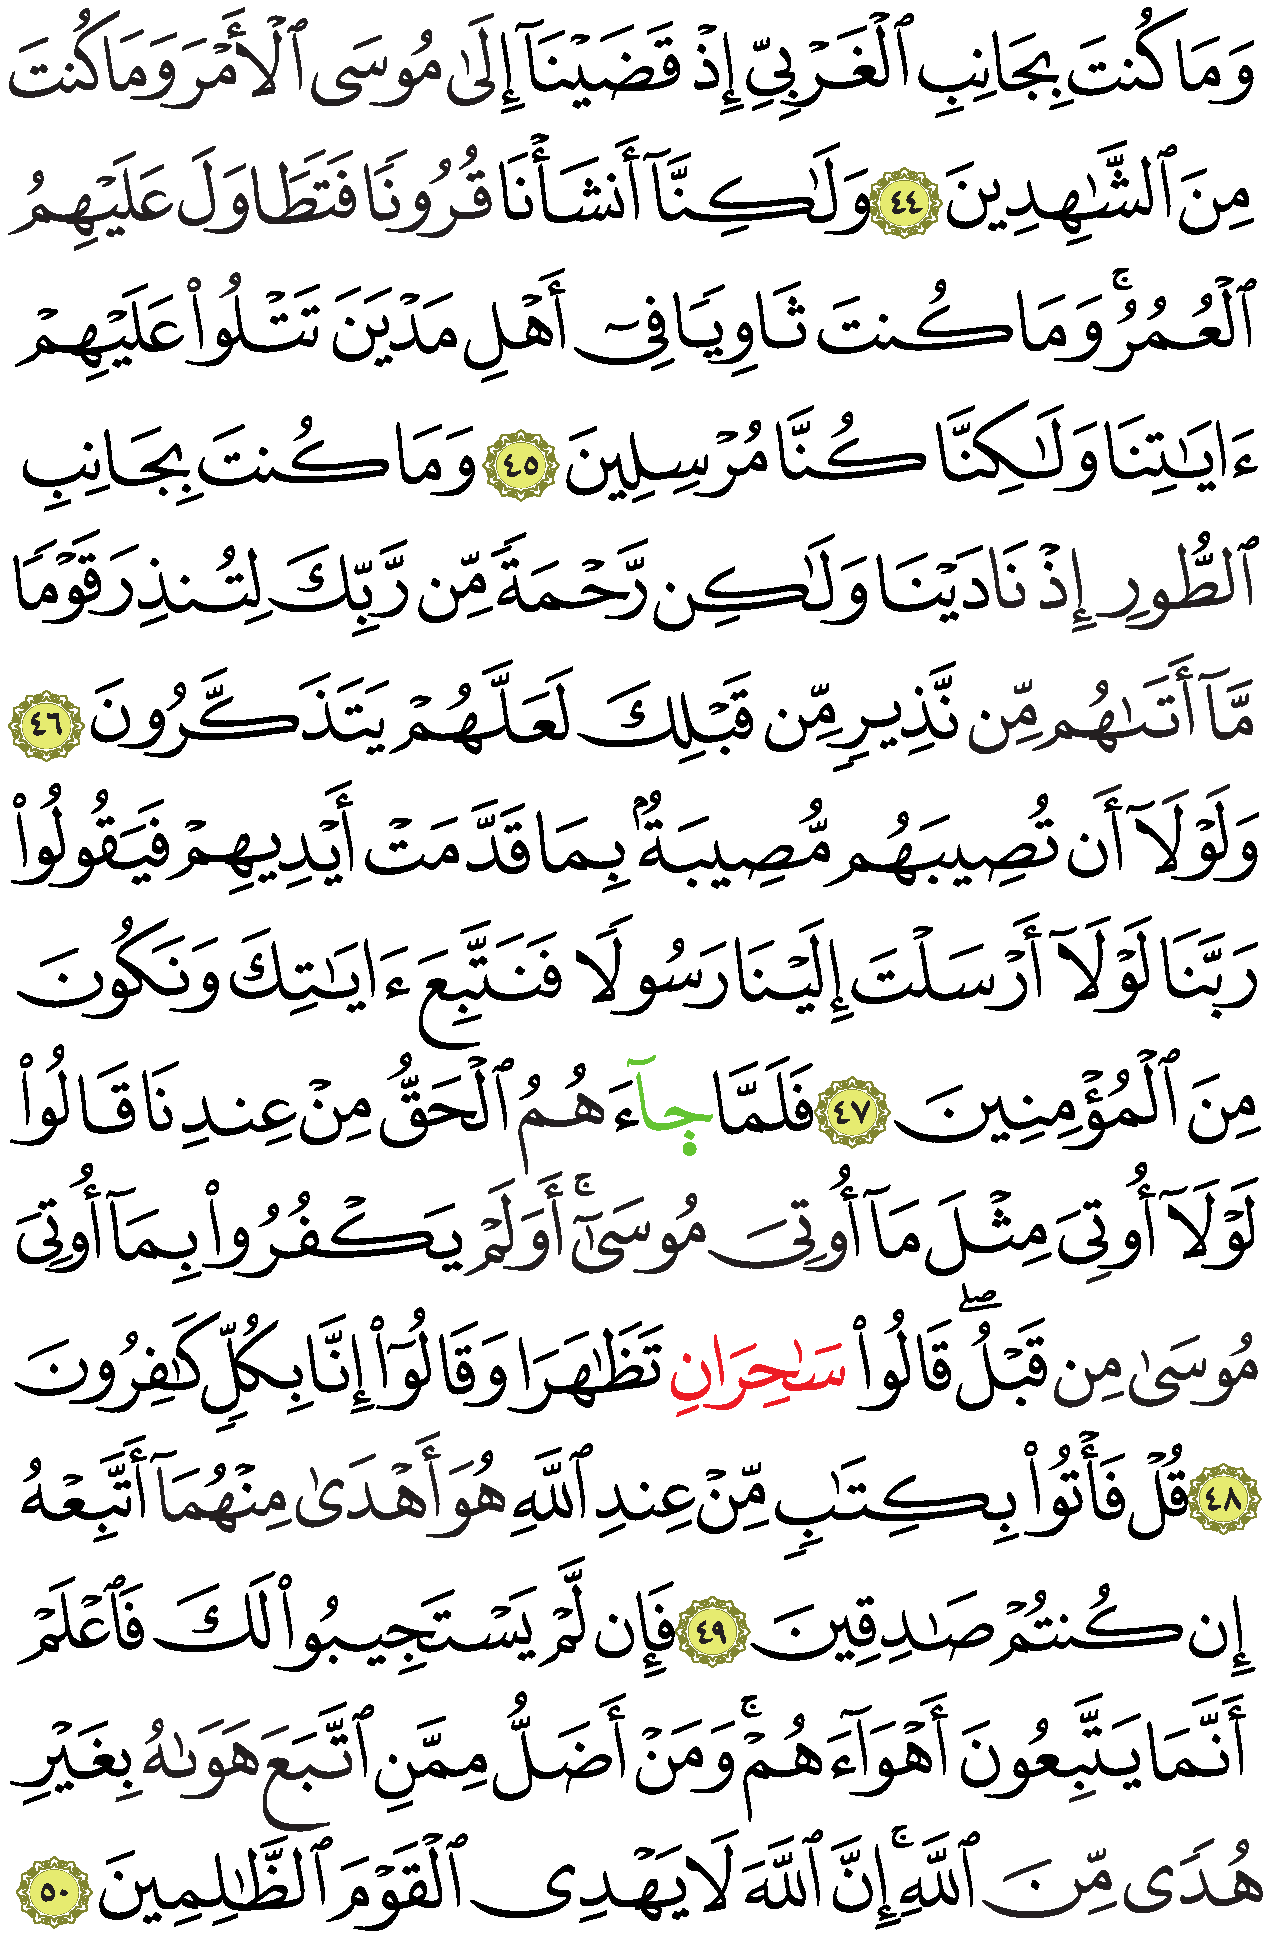 وَمَا كُنتَ بِجَانِبِ ٱلْغَرْبِيِّ إِذْ قَضَيْنَآ إِلَىٰ مُوسَى ٱلْأَمْرَ وَمَا كُنتَ
مِنَ ٱلشَّٰهِدِينَ ٤٤ وَلَٰكِنَّآ أَنشَأْنَا قُرُونًا فَتَطَاوَلَ عَلَيْهِمُ
ٱلْعُمُرُ ۚ وَمَا كُنتَ ثَاوِيًا فِىٓ أَهْلِ مَدْيَنَ تَتْلُوا۟ عَلَيْهِمْ
ءَايَٰتِنَا وَلَٰكِنَّا كُنَّا مُرْسِلِينَ ٤٥ وَمَا كُنتَ بِجَانِبِ
ٱلطُّورِ إِذْ نَادَيْنَا وَلَٰكِن رَّحْمَةً مِّن رَّبِّكَ لِتُنذِرَ قَوْمًا
مَّآ أَتَىٰهُم مِّن نَّذِيرٍ مِّن قَبْلِكَ لَعَلَّهُمْ يَتَذَكَّرُونَ ٤٦
وَلَوْلَآ أَن تُصِيبَهُم مُّصِيبَةٌۢ بِمَا قَدَّمَتْ أَيْدِيهِمْ فَيَقُولُوا۟
رَبَّنَا لَوْلَآ أَرْسَلْتَ إِلَيْنَا رَسُولًا فَنَتَّبِعَ ءَايَٰتِكَ وَنَكُونَ
مِنَ ٱلْمُؤْمِنِينَ ٤٧ فَلَمَّا جَآءَهُمُ ٱلْحَقُّ مِنْ عِندِنَا قَالُوا۟
لَوْلَآ أُوتِىَ مِثْلَ مَآ أُوتِىَ مُوسَىٰٓ ۚ أَوَلَمْ يَكْفُرُوا۟ بِمَآ أُوتِىَ
مُوسَىٰ مِن قَبْلُ ۖ قَالُوا۟ سَٰحِرَانِ تَظَٰهَرَا وَقَالُوٓا۟ إِنَّا بِكُلٍّ كَٰفِرُونَ
٤٨ قُلْ فَأْتُوا۟ بِكِتَٰبٍ مِّنْ عِندِ ٱللَّهِ هُوَ أَهْدَىٰ مِنْهُمَآ أَتَّبِعْهُ
إِن كُنتُمْ صَٰدِقِينَ ٤٩ فَإِن لَّمْ يَسْتَجِيبُوا۟ لَكَ فَٱعْلَمْ
أَنَّمَا يَتَّبِعُونَ أَهْوَآءَهُمْ ۚ وَمَنْ أَضَلُّ مِمَّنِ ٱتَّبَعَ هَوَىٰهُ بِغَيْرِ
هُدًى مِّنَ ٱللَّهِ ۚ إِنَّ ٱللَّهَ لَا يَهْدِى ٱلْقَوْمَ ٱلظَّٰلِمِينَ ٥٠